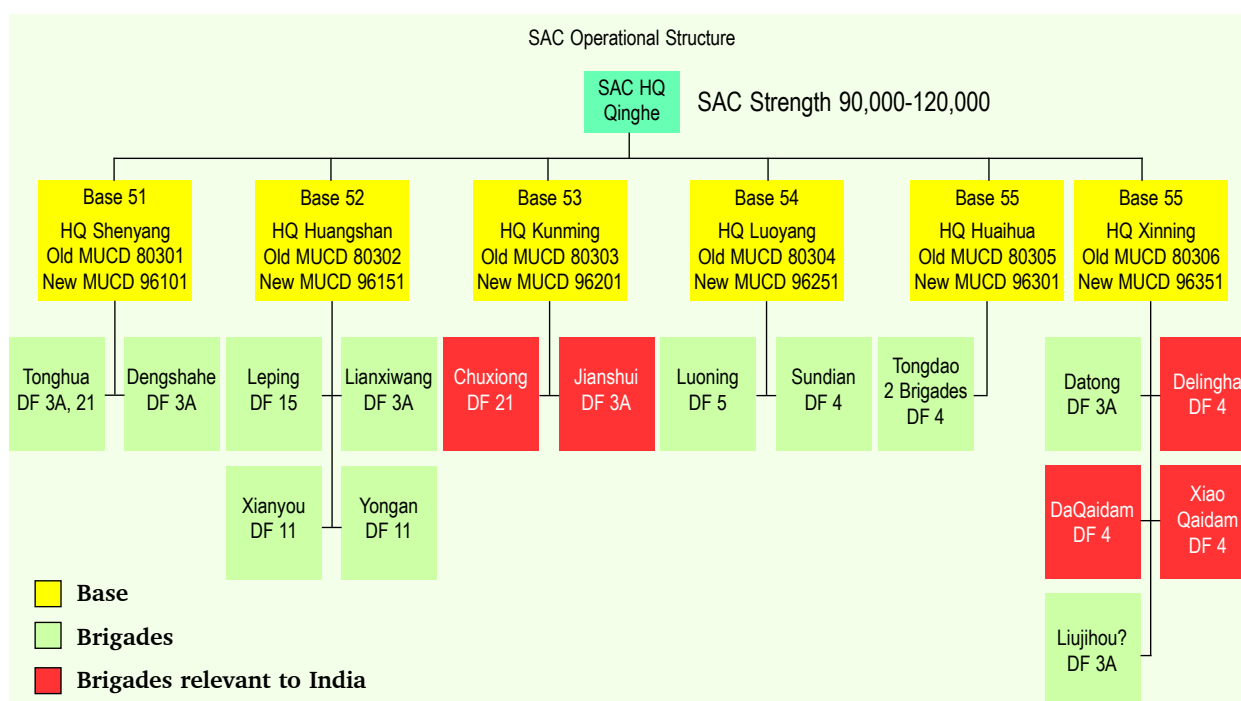 SAC Operational Structure
SAC HQ
Qinghe
SAC Strength 90,000-120,000
Base 51
HQ Shenyang
Old MUCD 80301
New MUCD 96101
Base 52
HQ Huangshan
Old MUCD 80302
New MUCD 96151
Base 53
HQ Kunming
Old MUCD 80303
New MUCD 96201
Base 54
HQ Luoyang
Old MUCD 80304
New MUCD 96251
Base 55
HQ Huaihua
Old MUCD 80305
New MUCD 96301
Base 55
HQ Xinning
Old MUCD 80306
New MUCD 96351
Tonghua
DF 3A, 21
Dengshahe
DF 3A
Leping
DF 15
Lianxiwang
DF 3A
Chuxiong
DF 21
Jianshui
DF 3A
Luoning
DF 5
Sundian
DF 4
Tongdao
2 Brigades
DF 4
Datong
DF 3A
Delingha
DF 4
Xianyou
DF 11
Yongan
DF 11
DaQaidam
DF 4
Xiao
Qaidam
DF 4
Liujihou?
DF 3A
Base
Brigades
Brigades relevant to India